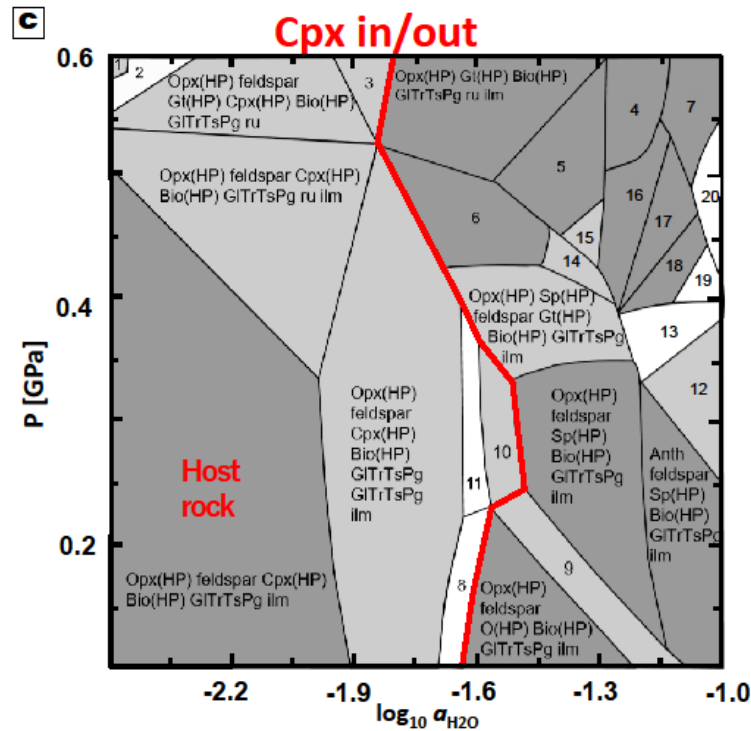 c
Cpx in/out
0.6
1
2
Opx(HP) feldspar
Gt(HP) Cpx(HP) Bio(HP)
GlTrTsPg ru
3
Opx(HP) Gt(HP) Bio(HP)
GlTrTsPg ru ilm
4
7
5
Opx(HP) feldspar Cpx(HP)
Bio(HP) GlTrTsPg ru ilm
6
16
20
15
17
14
18
19
0.4
Opx(HP) Sp(HP)
feldspar Gt(HP)
Bio(HP) GlTrTsPg
ilm
13
P [GPa]
12
Opx(HP)
feldspar
Cpx(HP)
Bio(HP)
GlTrTsPg
GlTrTsPg
ilm
11
10
Opx(HP)
feldspar
Sp(HP)
Bio(HP)
GlTrTsPg
ilm
Anth
feldspar
Sp(HP)
Bio(HP)
GlTrTsPg
ilm
Host
rock
0.2
Opx(HP) feldspar Cpx(HP)
Bio(HP) GlTrTsPg ilm
8
9
Opx(HP)
feldspar
O(HP) Bio(HP)
GlTrTsPg ilm
-2.2 -1.9 -1.6 -1.3 -1.0
log10 aH2O